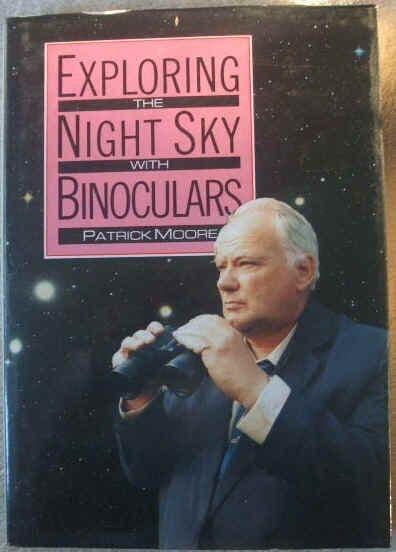 EXPLORING
THE
NIGHT SKY
WITH
BINOCULARS
PATRICK MOORE